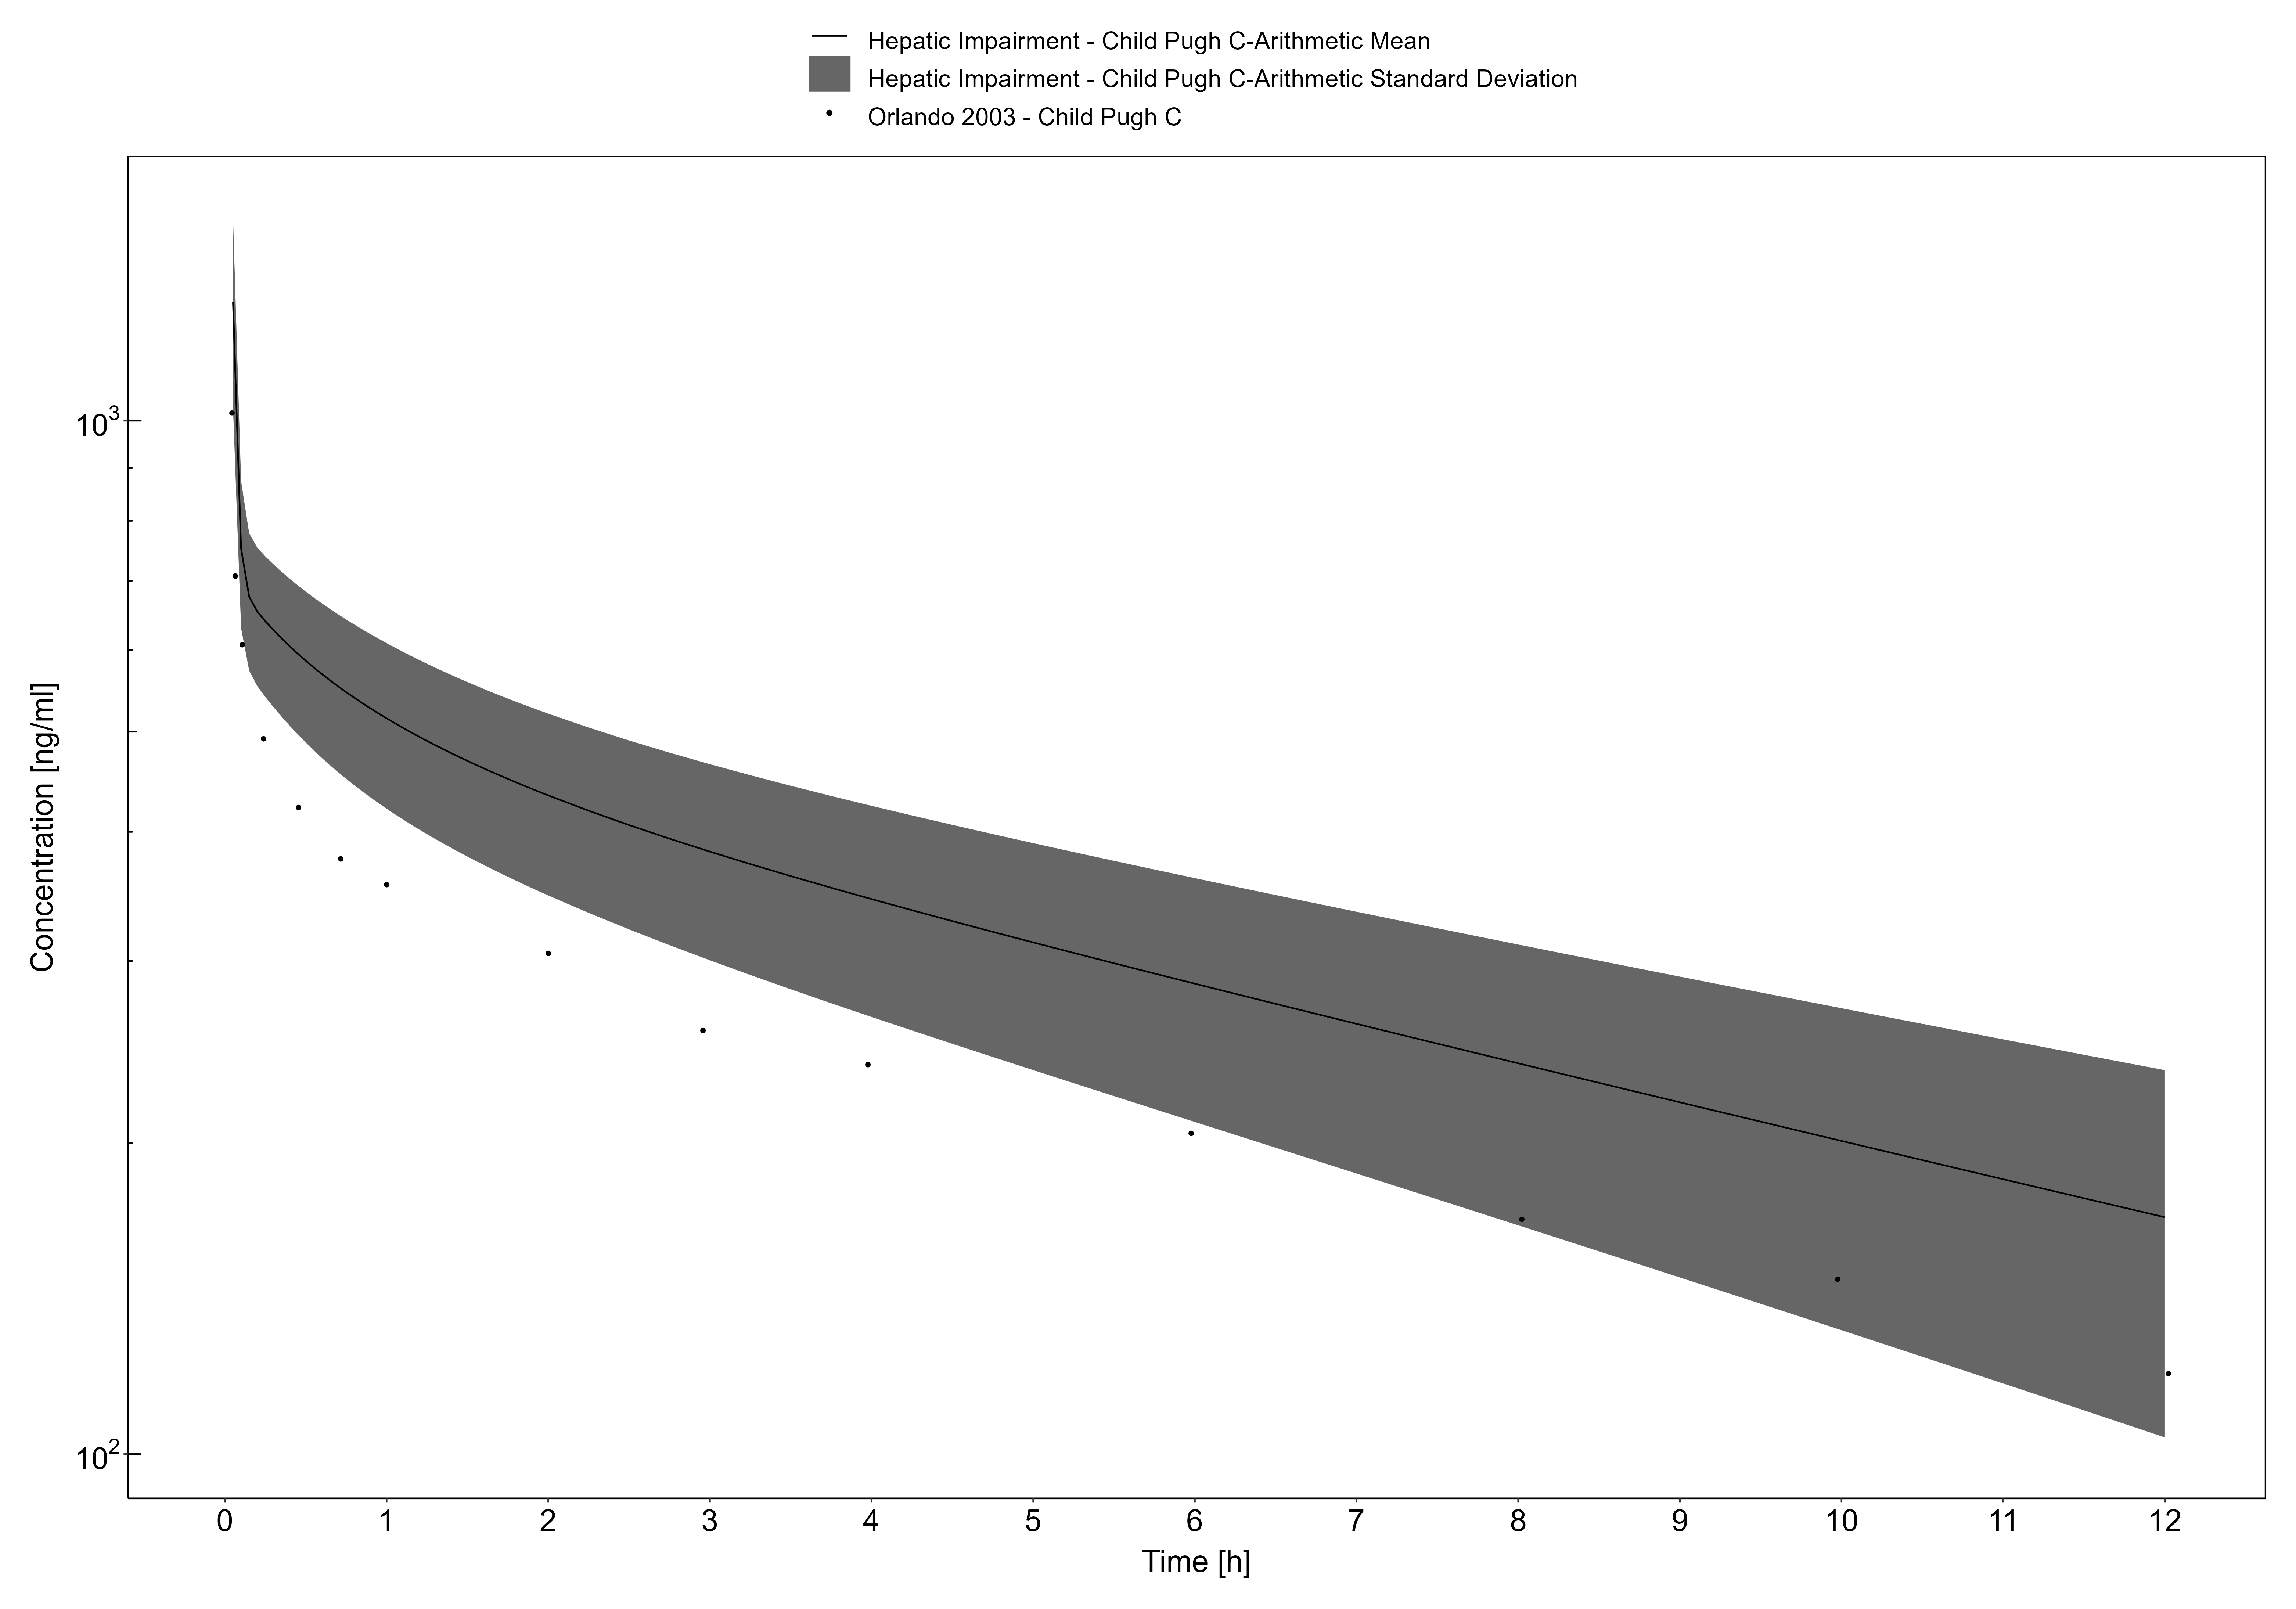 Hepatic Impairment - Child Pugh C-Arithmetic Mean
Hepatic Impairment - Child Pugh C-Arithmetic Standard Deviation
Orlando 2003 - Child Pugh C
10³
10²
Concentration [ng/ml]
0 1 2 3 4 5 6 7 8 9 10 11 12
Time [h]